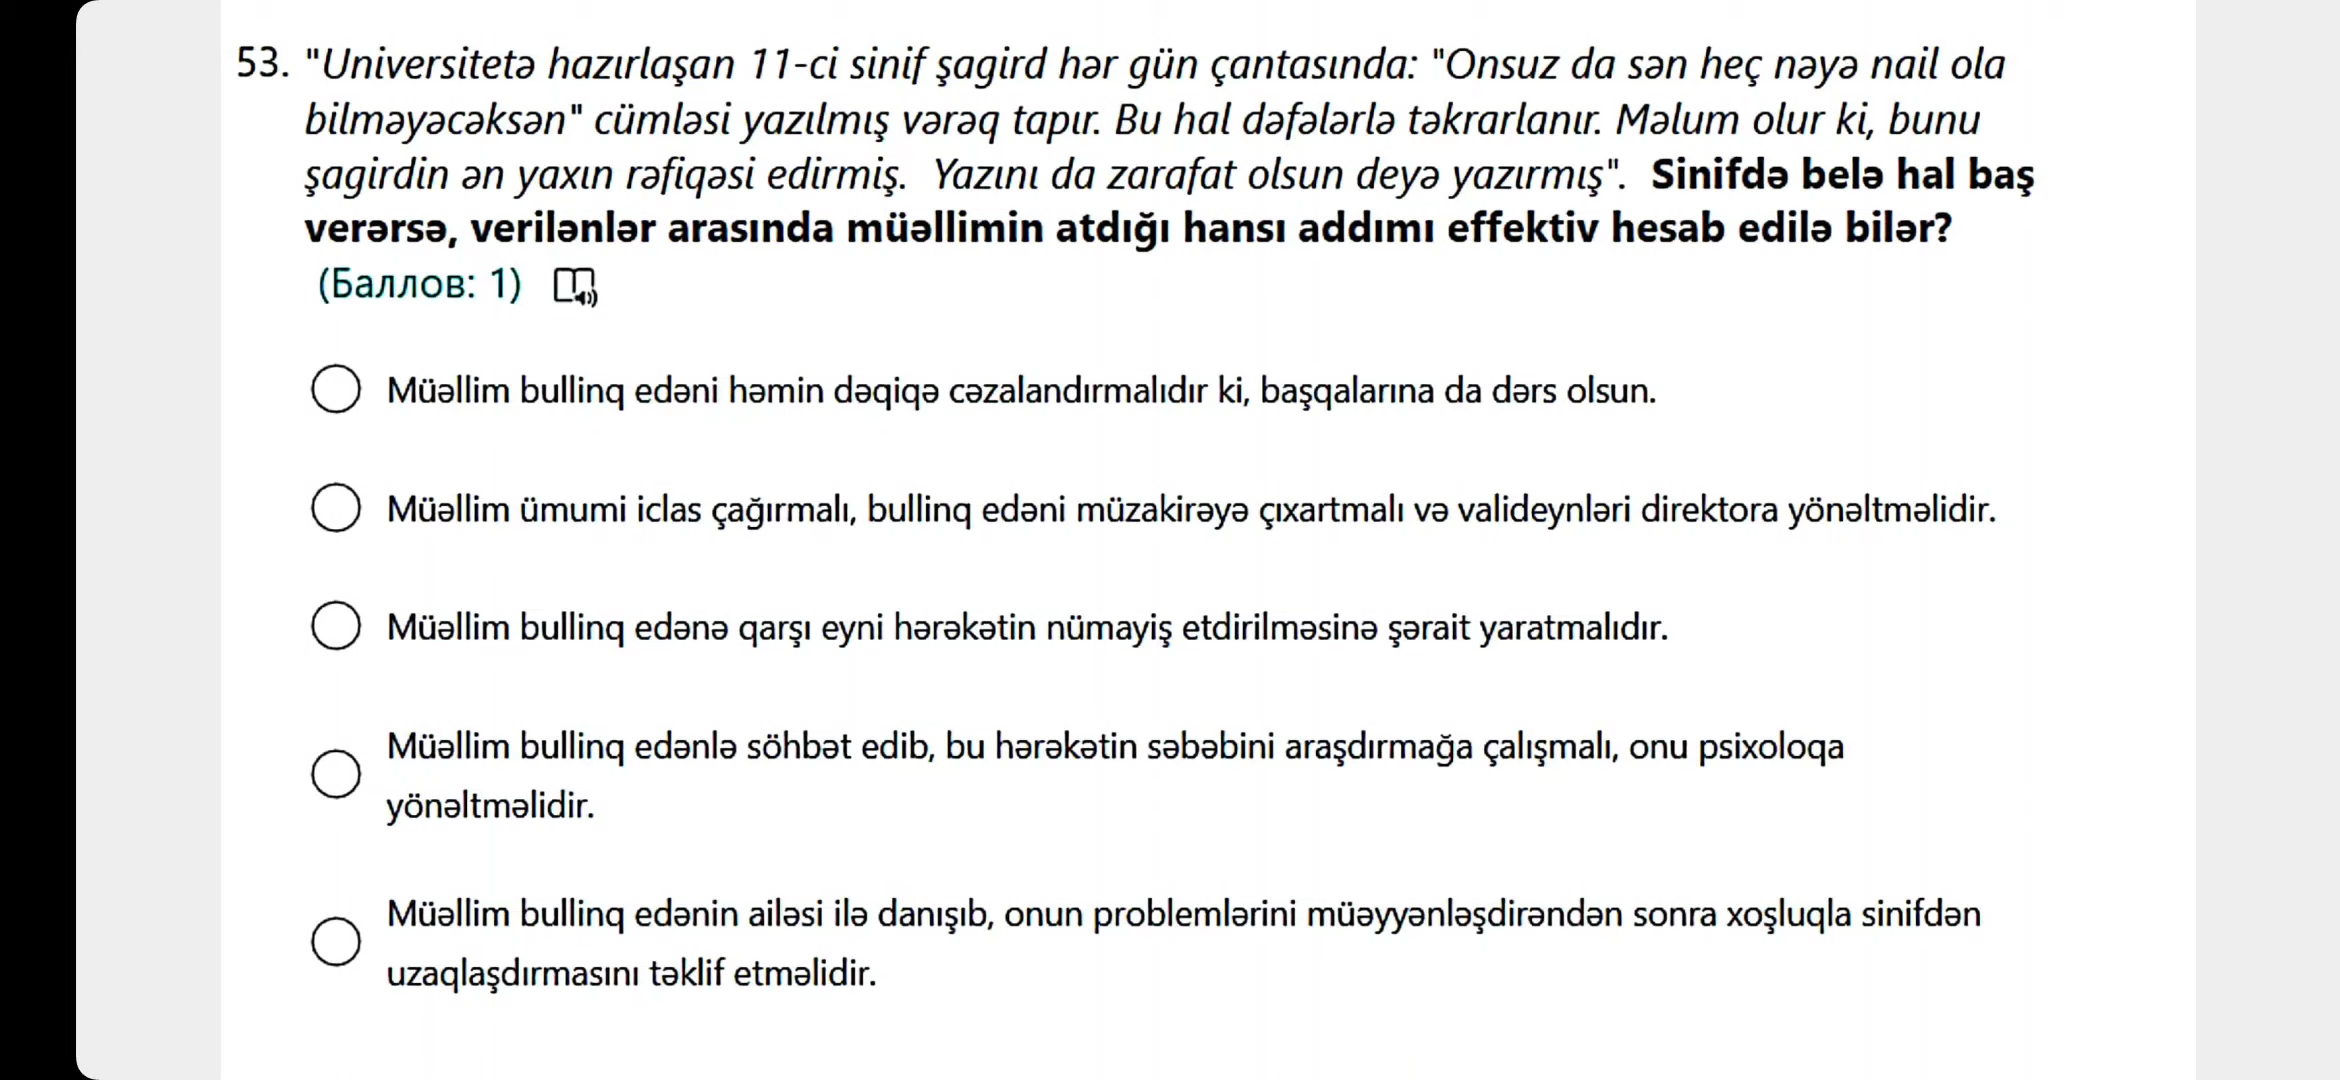 53. "Universitetə hazırlaşan 11-ci sinif şagird hər gün çantasında: "Onsuz da sən heç nəyə nail ola
bilməyəcəksən" cümləsi yazılmış vərəq tapır. Bu hal dəfələrlə təkrarlanır. Məlum olur ki, bunu
şagirdin ən yaxın rəfiqəsi edirmiş. Yazını da zarafat olsun deyə yazırmış". Sinifdə belə hal baş
verərsə, verilənlər arasında müəllimin atdığı hansı addımı effektiv hesab edilə bilər?
(Баллов: 1)
Müəllim bullinq edəni həmin dəqiqə cəzalandırmalıdır ki, başqalarına da dərs olsun.
Müəllim ümumi iclas çağırmalı, bullinq edəni müzakirəyə çıxartmalı və valideynləri direktora yönəltməlidir.
Müəllim bullinq edənə qarşı eyni hərəkətin nümayiş etdirilməsinə şərait yaratmalıdır.
Müəllim bullinq edənlə söhbət edib, bu hərəkətin səbəbini araşdırmağa çalışmalı, onu psixoloqa
yönəltməlidir.
Müəllim bullinq edənin ailəsi ilə danışıb, onun problemlərini müəyyənləşdirəndən sonra xoşluqla sinifdən
uzaqlaşdırmasını təklif etməlidir.